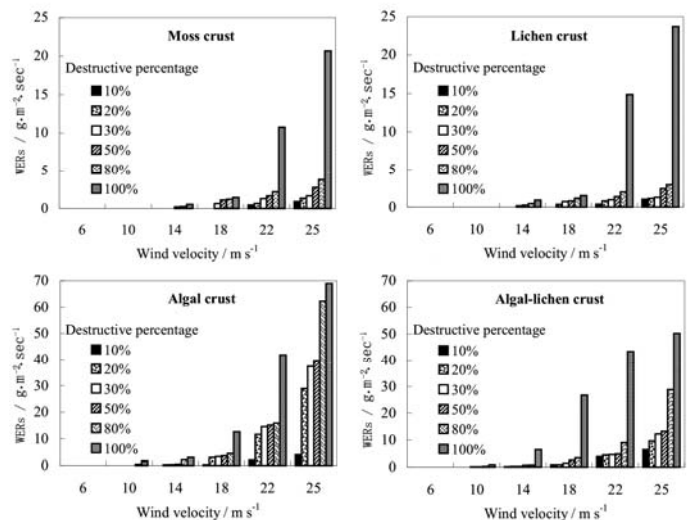 Moss crust
WERs / g·m⁻²·sec⁻¹
25
20
15
10
5
0
Destructive percentage
10%
20%
30%
50%
80%
100%
6 10 14 18 22 25
Wind velocity / m s⁻¹
Lichen crust
WERs / g·m⁻²·sec⁻¹
25
20
15
10
5
0
Destructive percentage
10%
20%
30%
50%
80%
100%
6 10 14 18 22 25
Wind velocity / m s⁻¹
Algal crust
WERs / g·m⁻²·sec⁻¹
70
60
50
40
30
20
10
0
Destructive percentage
10%
20%
30%
50%
80%
100%
6 10 14 18 22 25
Wind velocity / m s⁻¹
Algal-lichen crust
WERs / g·m⁻²·sec⁻¹
70
60
50
40
30
20
10
0
Destructive percentage
10%
20%
30%
50%
80%
100%
6 10 14 18 22 25
Wind velocity / m s⁻¹